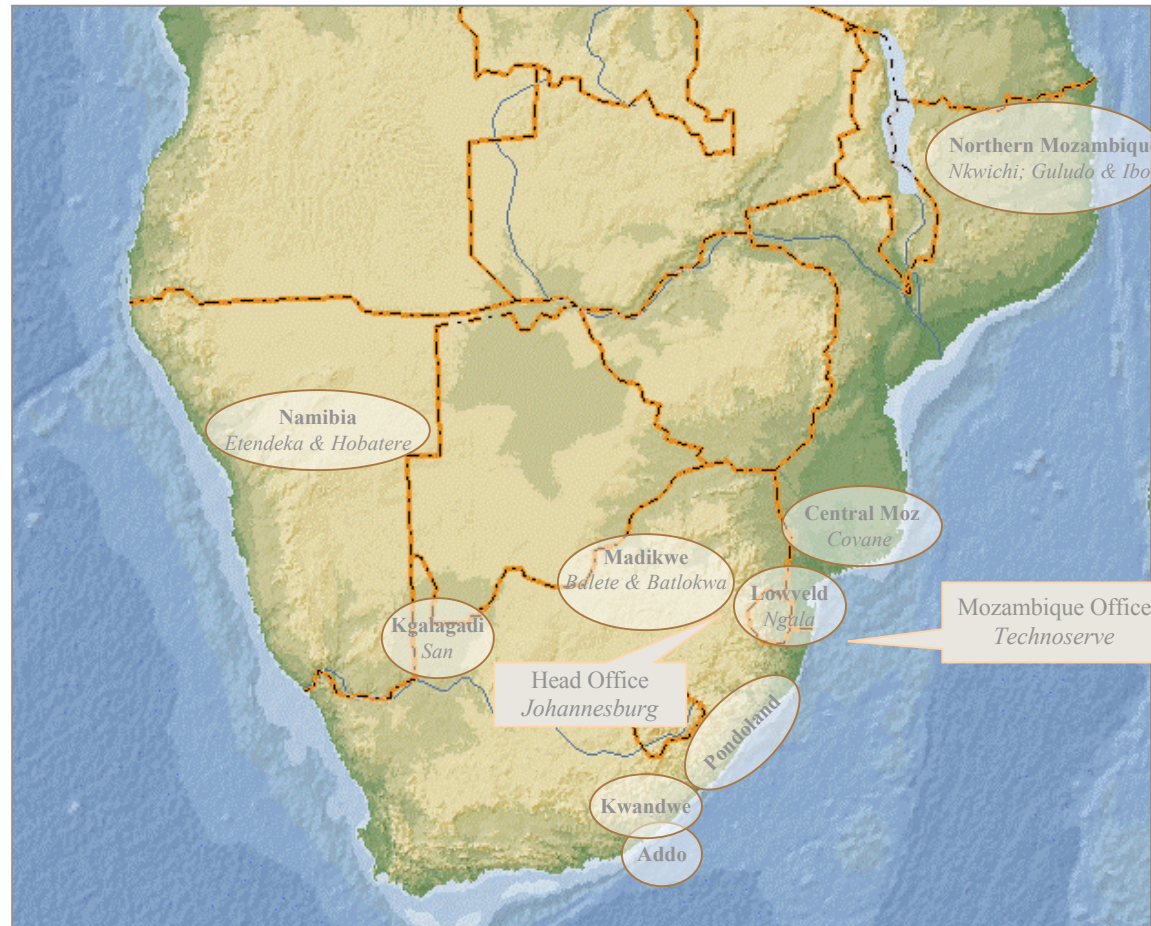 Northern Mozambique
Nkwichi; Guludo & Ibo
Namibia
Etendeka & Hobatere
Central Moz
Covane
Madikwe
Balete & Batlokwa
Lowveld
Ngala
Kgalagadi
San
Mozambique Office
Technoserve
Head Office
Johannesburg
Pondoland
Kwandwe
Addo